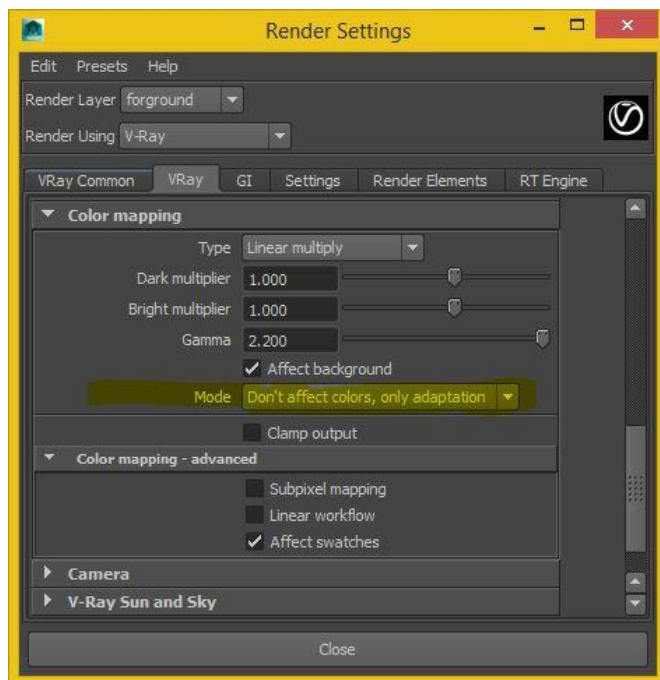 Render Settings
Edit Presets Help
Render Layer forground
Render Using V-Ray
VRay Common VRay GI Settings Render Elements RT Engine
Color mapping
Type Linear multiply
Dark multiplier 1.000
Bright multiplier 1.000
Gamma 2.200
Affect background
Mode Don't affect colors, only adaptation
Clamp output
Color mapping - advanced
Subpixel mapping
Linear workflow
Affect swatches
Camera
V-Ray Sun and Sky
Close